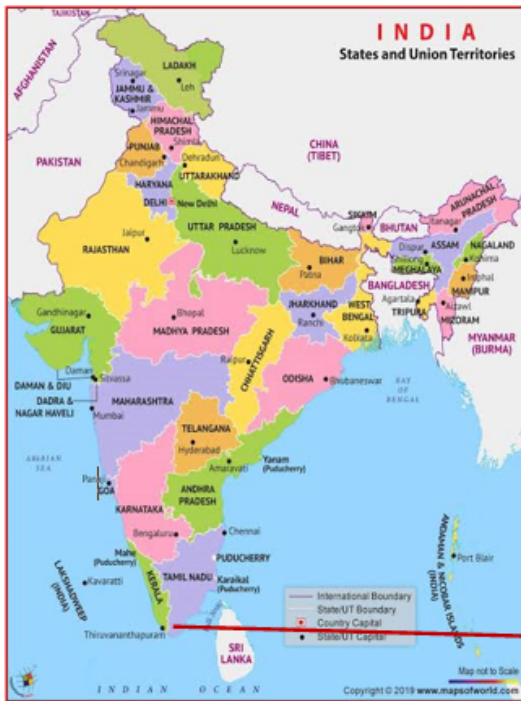 INDIA
States and Union Territories
TAJIKISTAN
AFGHANISTAN
PAKISTAN
CHINA
(TIBET)
NEPAL
BHUTAN
BANGLADESH
MYANMAR
(BURMA)
SRI
LANKA
LADAKH
Leh
Srinagar
JAMMU &
KASHMIR
Jammu
HIMACHAL
PRADESH
Shimla
PUNJAB
Chandigarh
Dehradun
UTTARAKHAND
HARYANA
DELHI
New Delhi
RAJASTHAN
Jaipur
UTTAR PRADESH
Lucknow
BIHAR
Patna
SIKKIM
Gangtok
ARUNACHAL
PRADESH
Itanagar
Dispur
ASSAM
NAGALAND
Kohima
Shillong
MEGHALAYA
Imphal
MANIPUR
Agartala
TRIPURA
Aizawl
MIZORAM
WEST
BENGAL
Kolkata
JHARKHAND
Ranchi
Gandhinagar
GUJARAT
Bhopal
MADHYA PRADESH
Raipur
CHHATTISGARH
ODISHA
Bhubaneswar
Daman
Silvassa
DAMAN & DIU
DADRA &
NAGAR HAVELI
Mumbai
MAHARASHTRA
TELANGANA
Hyderabad
Amaravati
Yanam
(Puducherry)
ANDHRA
PRADESH
GOA
KARNATAKA
Bengaluru
Chennai
PUDUCHERRY
Mahe
(Puducherry)
Karaikal
(Puducherry)
TAMIL NADU
KERALA
Thiruvananthapuram
LAKSHADWEEP
(INDIA)
Kavaratti
ANDAMAN & NICOBAR ISLANDS
(INDIA)
Port Blair
ARABIAN
SEA
BAY
OF
BENGAL
INDIAN OCEAN
International Boundary
State/UT Boundary
Country Capital
State/UT Capital
Map not to Scale
Copyright © 2019 www.mapsofworld.com